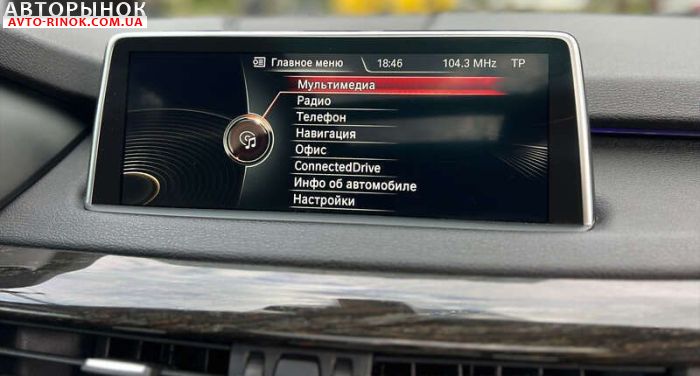 АВТОРЫНОК
AVTO-RINOK.COM.UA
Главное меню 18:46 104.3 MHz TP
Мультимедиа
Радио
Телефон
Навигация
Офис
ConnectedDrive
Инфо об автомобиле
Настройки